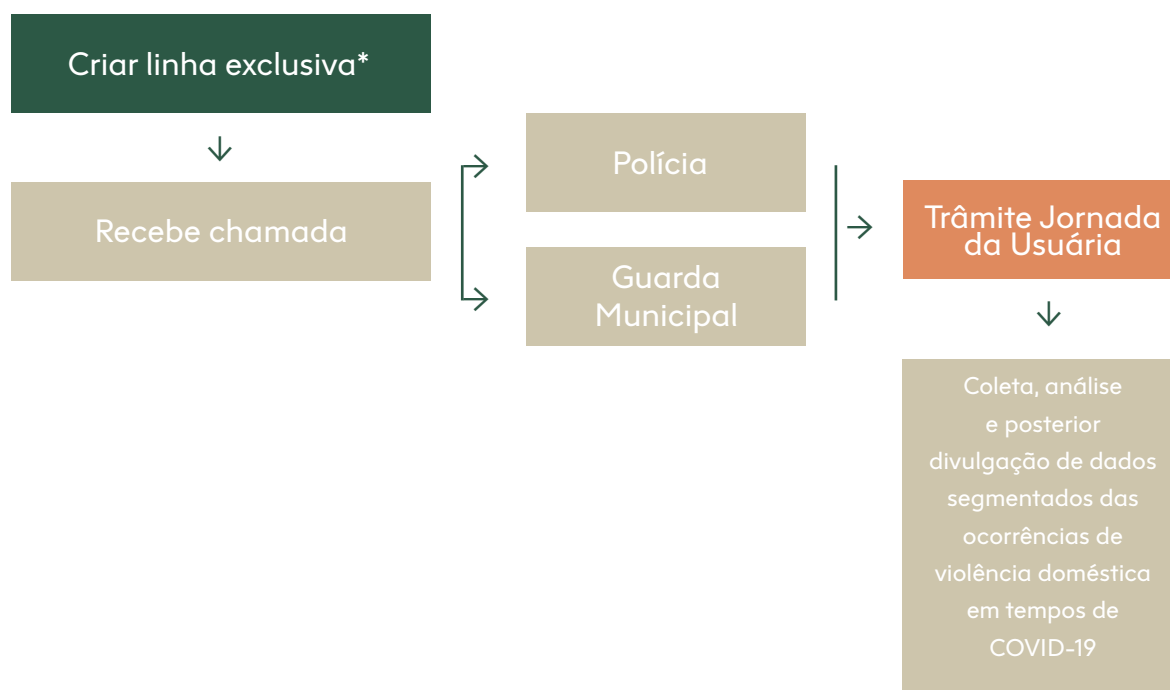 Criar linha exclusiva*
Recebe chamada
Polícia
Guarda
Municipal
Trâmite Jornada
da Usuária
Coleta, análise
e posterior
divulgação de dados
segmentados das
ocorrências de
violência doméstica
em tempos de
COVID-19